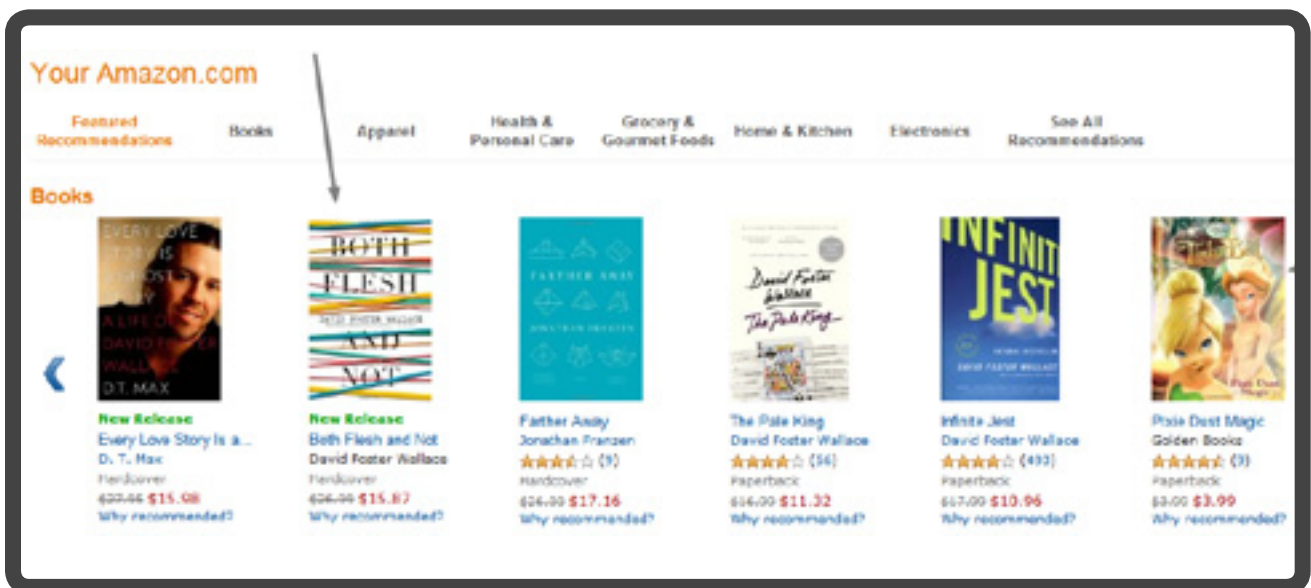 Your Amazon.com
Featured Recommendations
Books
Apparel
Health & Personal Care
Grocery & Gourmet Foods
Home & Kitchen
Electronics
See All Recommendations
Books
EVERY LOVE
STORY IS
A GHOST
STORY
A LIFE OF
DAVID FOSTER
WALLACE
D.T. MAX
New Release
Every Love Story Is a...
D. T. Max
Hardcover
$27.95 $15.98
Why recommended?
BOTH
FLESH
DAVID FOSTER WALLACE
AND
NOT
New Release
Both Flesh and Not
David Foster Wallace
Hardcover
$26.99 $15.87
Why recommended?
FARTHER AWAY
JONATHAN FRANZEN
Farther Away
Jonathan Franzen
(9)
Hardcover
$26.00 $17.16
Why recommended?
David Foster
Wallace
The Pale King
The Pale King
David Foster Wallace
(56)
Paperback
$16.99 $11.32
Why recommended?
INFINIT
JEST
DAVID FOSTER WALLACE
Infinite Jest
David Foster Wallace
(493)
Paperback
$17.99 $10.96
Why recommended?
Pixie Dust
Magic
Pixie Dust Magic
Golden Books
(3)
Paperback
$3.99 $3.99
Why recommended?